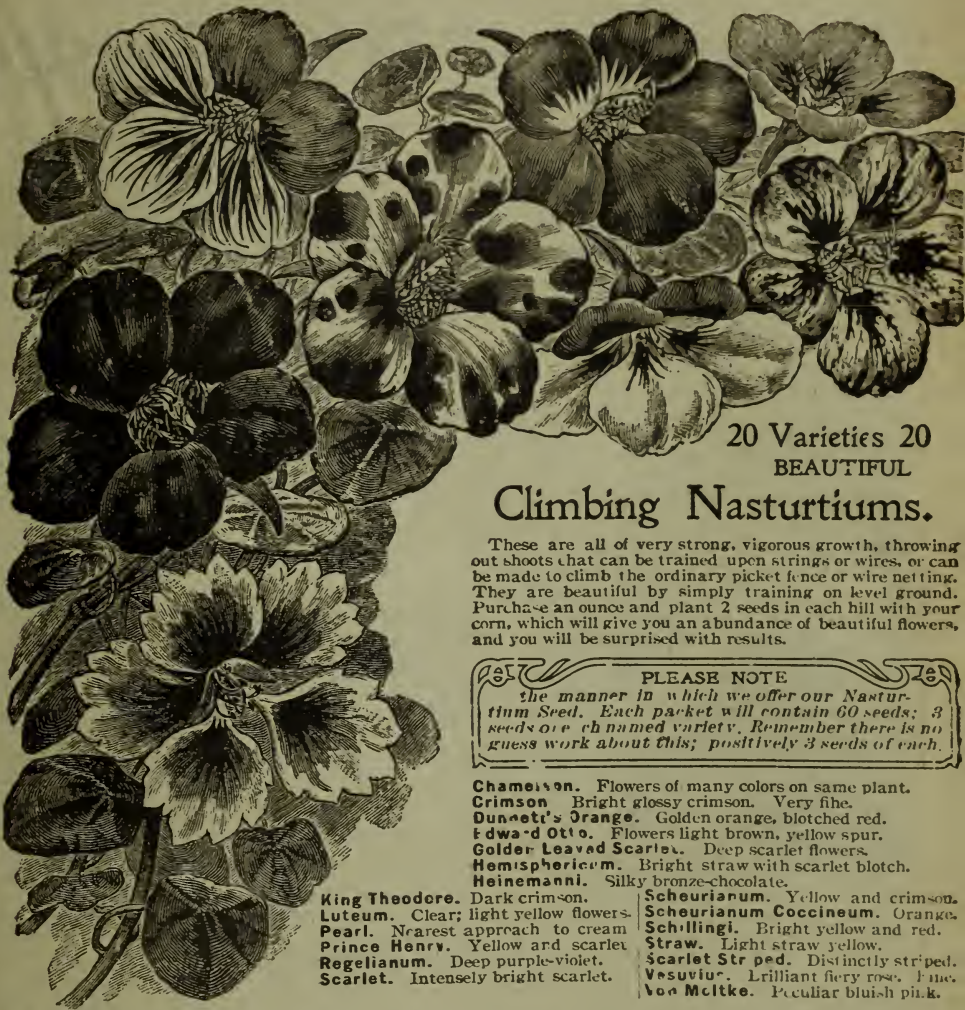 20 Varieties 20
BEAUTIFUL
Climbing Nasturtiums.
These are all of very strong, vigorous growth, throwing
out shoots that can be trained upon strings or wires, or can
be made to climb the ordinary picket fence or wire netting.
They are beautiful by simply training on level ground.
Purchase an ounce and plant 2 seeds in each hill with your
corn, which will give you an abundance of beautiful flowers,
and you will be surprised with results.
PLEASE NOTE
the manner in which we offer our Nastur-
tium Seed. Each packet will contain 60 seeds; 3
seeds of each named variety. Remember there is no
guess work about this; positively 3 seeds of each.
Chameleon. Flowers of many colors on same plant.
Crimson Bright glossy crimson. Very fine.
Dunnett's Orange. Golden orange, blotched red.
Edward Otto. Flowers light brown, yellow spur.
Golden Leaved Scarlet. Deep scarlet flowers.
Hemisphericum. Bright straw with scarlet blotch.
Heinemanni. Silky bronze-chocolate.
King Theodore. Dark crimson.
Luteum. Clear; light yellow flowers.
Pearl. Nearest approach to cream
Prince Henry. Yellow and scarlet
Regelianum. Deep purple-violet.
Scarlet. Intensely bright scarlet.
Scheurianum. Yellow and crimson.
Scheurianum Coccineum. Orange.
Schillingi. Bright yellow and red.
Straw. Light straw yellow.
Scarlet Striped. Distinctly striped.
Vesuvius. Brilliant fiery rose. Fine.
Von Moltke. Peculiar bluish pink.